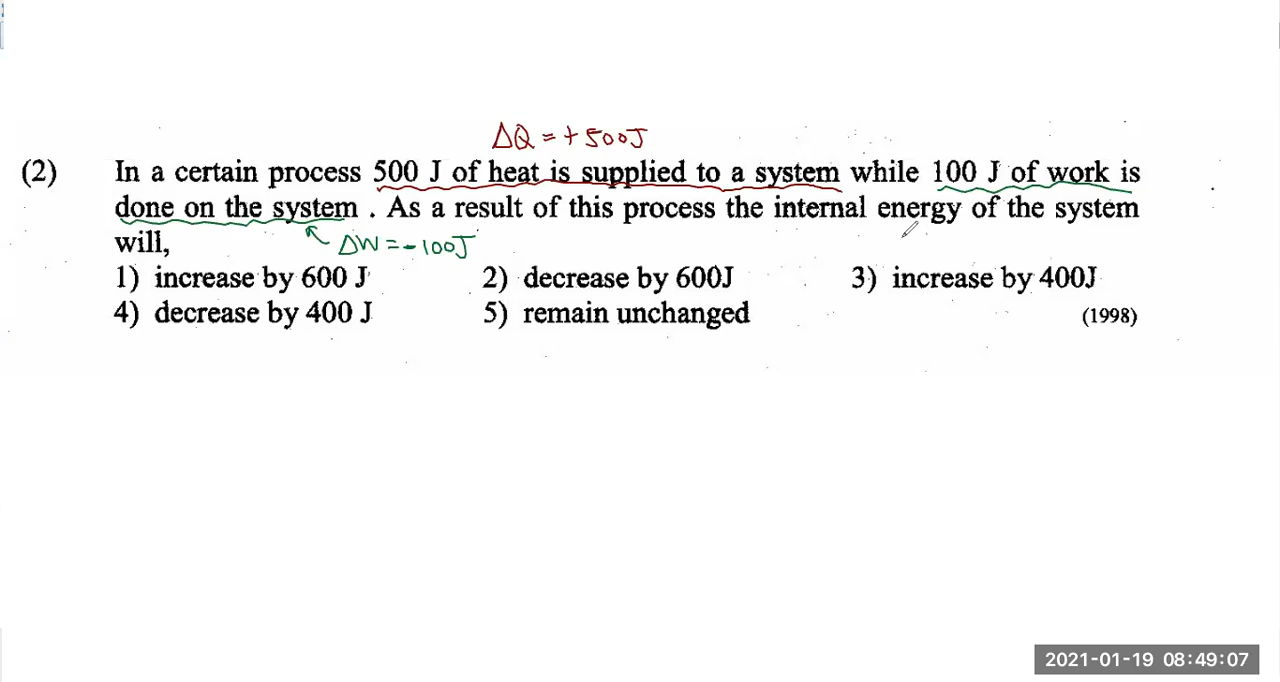 ΔQ = + 500J
(2) In a certain process 500 J of heat is supplied to a system while 100 J of work is
done on the system . As a result of this process the internal energy of the system
will, ΔW = - 100J
1) increase by 600 J 2) decrease by 600J 3) increase by 400J
4) decrease by 400 J 5) remain unchanged (1998)
2021-01-19 08:49:07